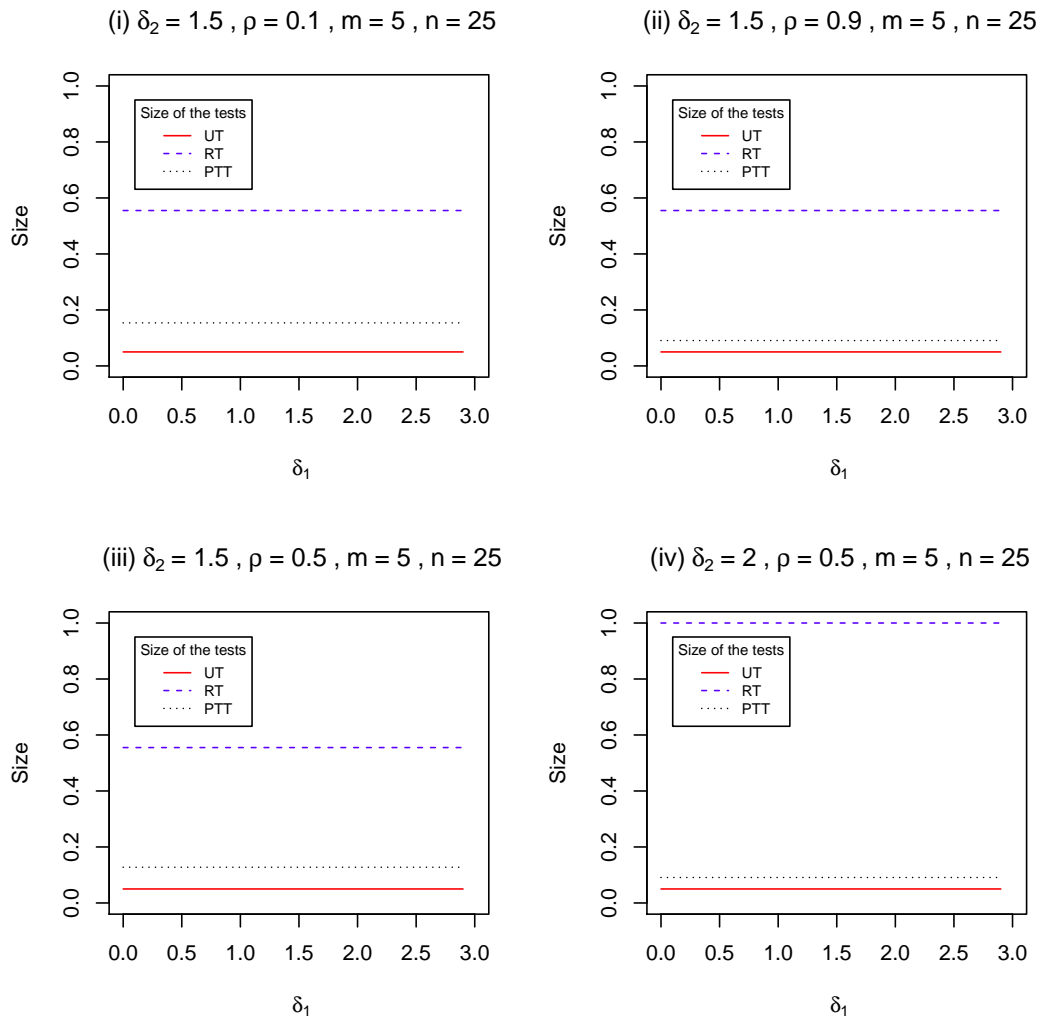 (i) δ₂ = 1.5 , ρ = 0.1 , m = 5 , n = 25
Size
1.0
0.8
0.6
0.4
0.2
0.0
Size of the tests
UT
RT
PTT
0.0 0.5 1.0 1.5 2.0 2.5 3.0
δ₁
(ii) δ₂ = 1.5 , ρ = 0.9 , m = 5 , n = 25
Size
1.0
0.8
0.6
0.4
0.2
0.0
Size of the tests
UT
RT
PTT
0.0 0.5 1.0 1.5 2.0 2.5 3.0
δ₁
(iii) δ₂ = 1.5 , ρ = 0.5 , m = 5 , n = 25
Size
1.0
0.8
0.6
0.4
0.2
0.0
Size of the tests
UT
RT
PTT
0.0 0.5 1.0 1.5 2.0 2.5 3.0
δ₁
(iv) δ₂ = 2 , ρ = 0.5 , m = 5 , n = 25
Size
1.0
0.8
0.6
0.4
0.2
0.0
Size of the tests
UT
RT
PTT
0.0 0.5 1.0 1.5 2.0 2.5 3.0
δ₁